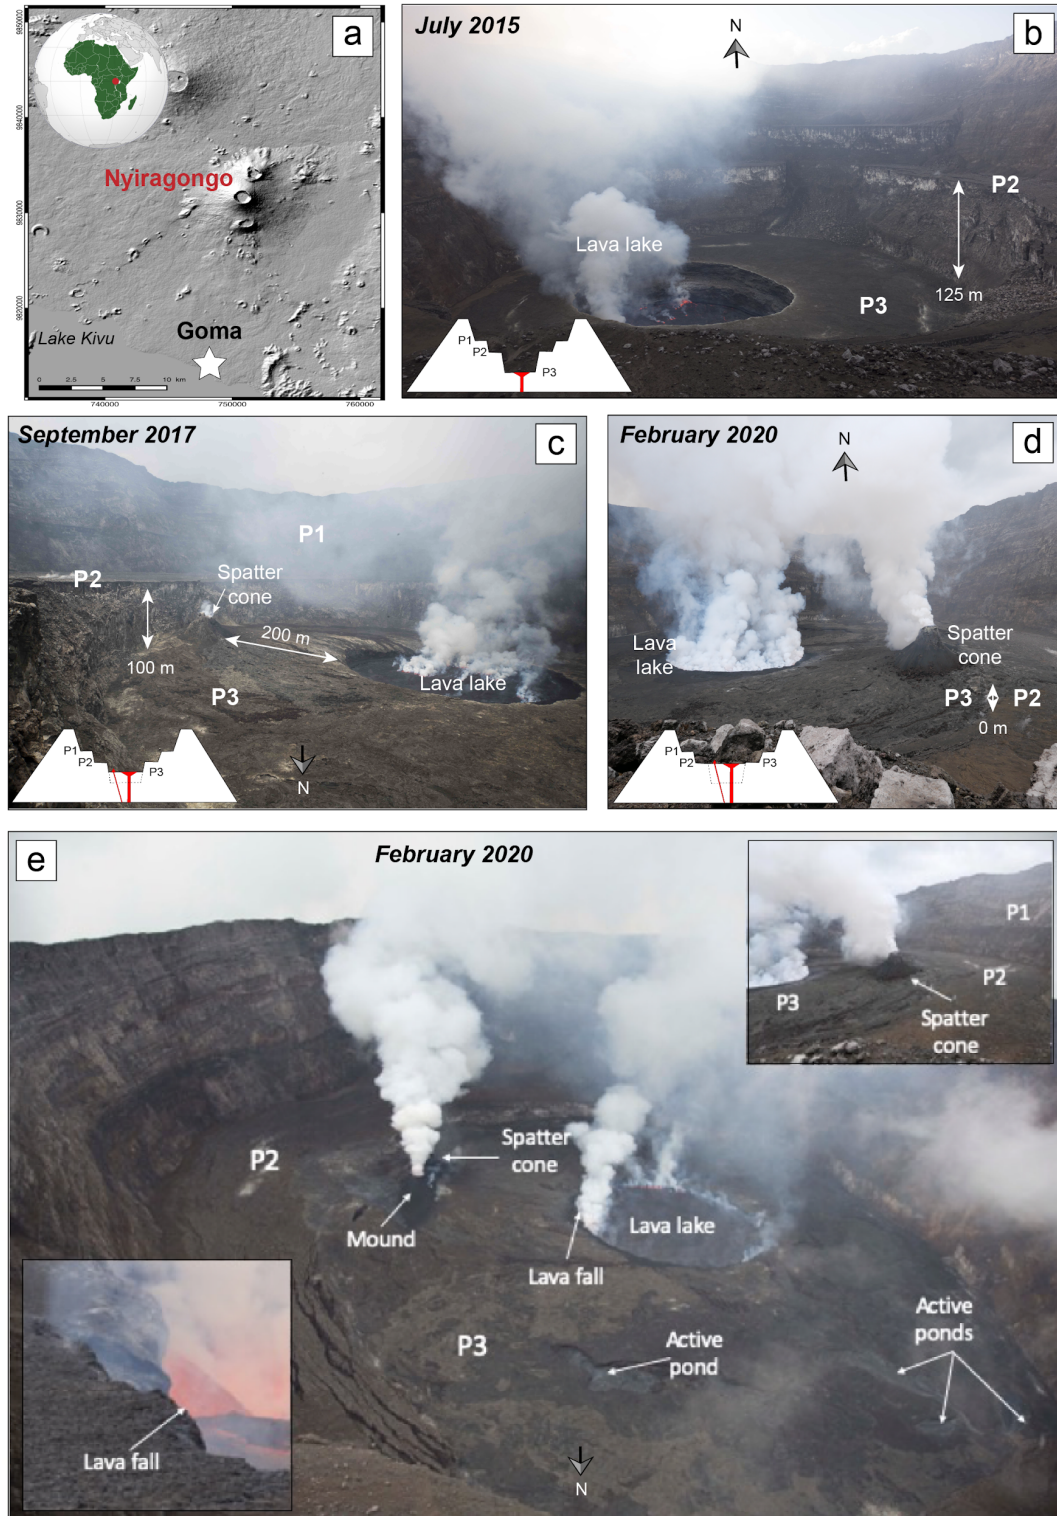 a
9850000
9840000
9830000
9820000
Nyiragongo
Goma
Lake Kivu
0 2.5 5 7.5 10 km
740000 750000 760000
July 2015
N
b
P2
Lava lake
125 m
P3
P1
P2
P3
September 2017
c
P1
P2
Spatter
cone
200 m
100 m
Lava lake
P3
P1
P2
P3
N
February 2020
N
d
Lava
lake
Spatter
cone
P3 P2
0 m
P1
P2
P3
e
February 2020
P1
P2
P3
Spatter
cone
P2
Spatter
cone
Mound
Lava lake
Lava fall
P3
Active
pond
Active
ponds
Lava fall
N